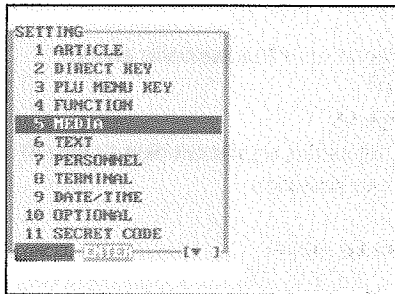 SETTING
1 ARTICLE
2 DIRECT KEY
3 PLU MENU KEY
4 FUNCTION
5 MEDIA
6 TEXT
7 PERSONNEL
8 TERMINAL
9 DATE/TIME
10 OPTIONAL
11 SECRET CODE
ENTER [▼ ]